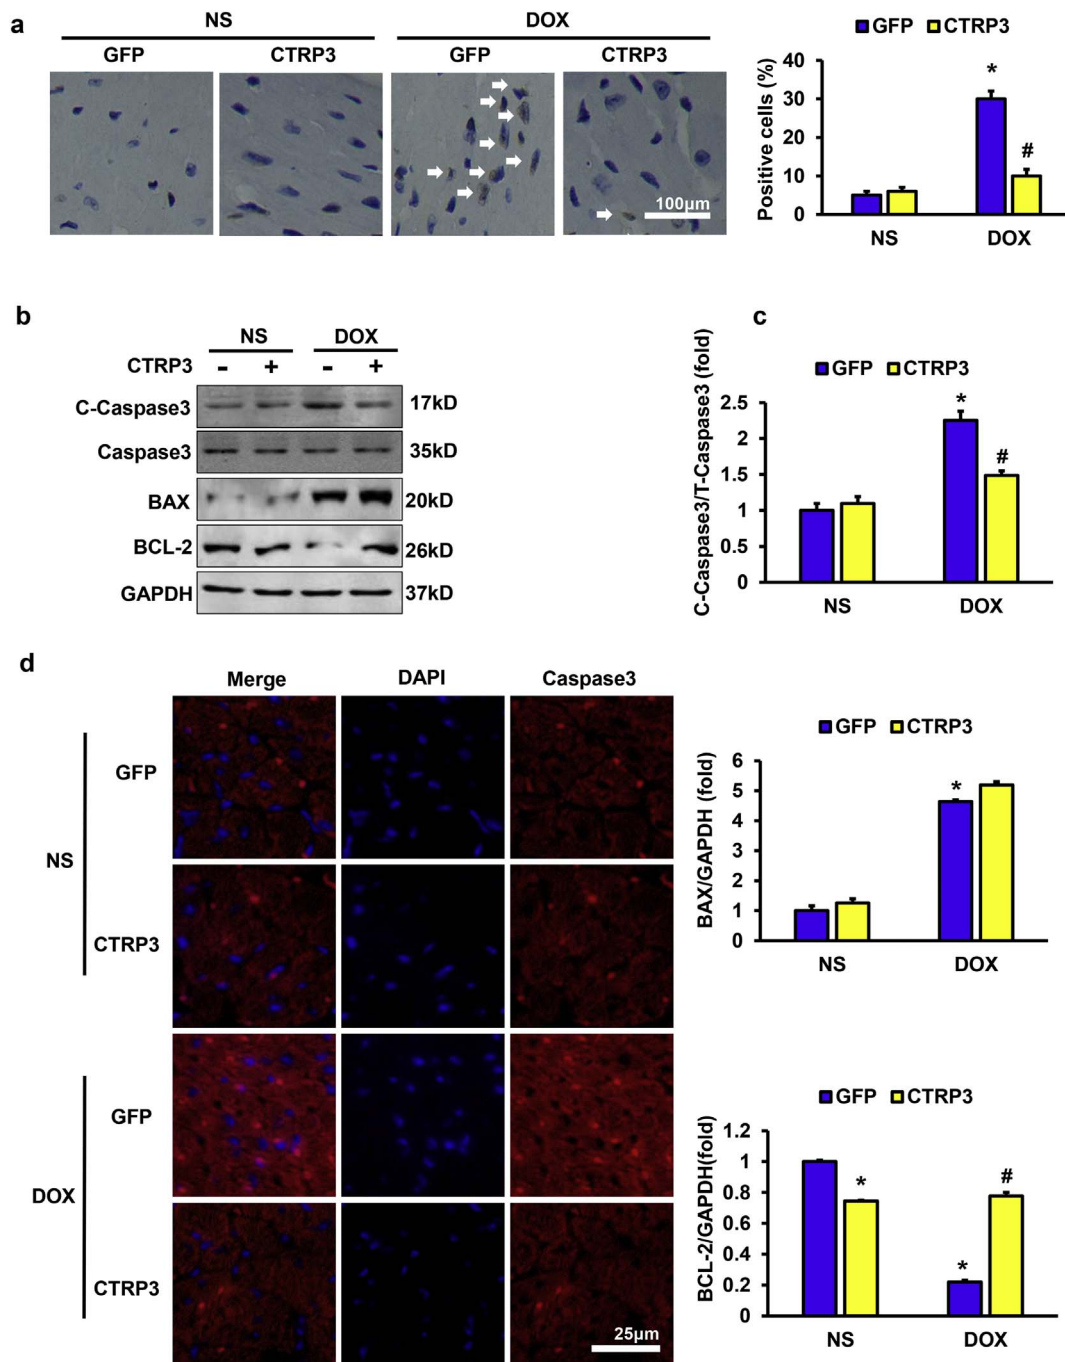 a
NS
DOX
GFP
CTRP3
GFP
CTRP3
100µm
GFP CTRP3
Positive cells (%)
40
30
20
10
0
*
#
NS
DOX
b
NS
DOX
CTRP3
-
+
-
+
C-Caspase3
17kD
Caspase3
35kD
BAX
20kD
BCL-2
26kD
GAPDH
37kD
c
GFP CTRP3
C-Caspase3/T-Caspase3 (fold)
2.5
2
1.5
1
0.5
0
*
#
NS
DOX
d
Merge
DAPI
Caspase3
NS
GFP
CTRP3
DOX
GFP
CTRP3
25µm
GFP CTRP3
BAX/GAPDH (fold)
6
5
4
3
2
1
0
*
NS
DOX
GFP CTRP3
BCL-2/GAPDH(fold)
1.2
1
0.8
0.6
0.4
0.2
0
*
*
#
NS
DOX